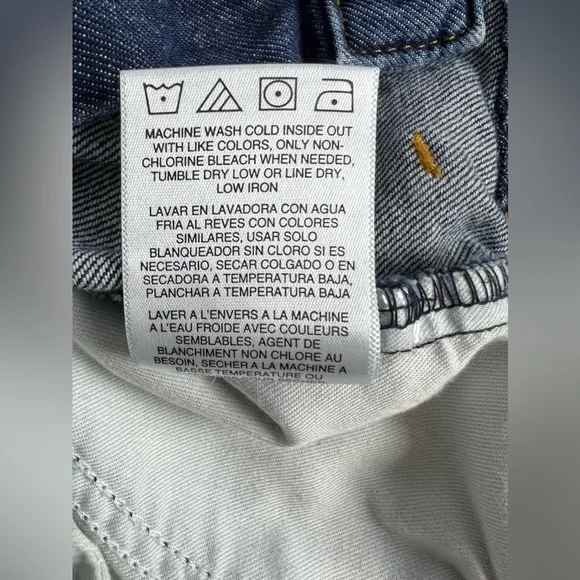 MACHINE WASH COLD INSIDE OUT
WITH LIKE COLORS, ONLY NON-
CHLORINE BLEACH WHEN NEEDED,
TUMBLE DRY LOW OR LINE DRY,
LOW IRON
LAVAR EN LAVADORA CON AGUA
FRIA AL REVES CON COLORES
SIMILARES, USAR SOLO
BLANQUEADOR SIN CLORO SI ES
NECESARIO, SECAR COLGADO O EN
SECADORA A TEMPERATURA BAJA,
PLANCHAR A TEMPERATURA BAJA
LAVER A L'ENVERS A LA MACHINE
A L'EAU FROIDE AVEC COULEURS
SEMBLABLES, AGENT DE
BLANCHIMENT NON CHLORE AU
BESOIN, SECHER A LA MACHINE A
BASSE TEMPERATURE OU